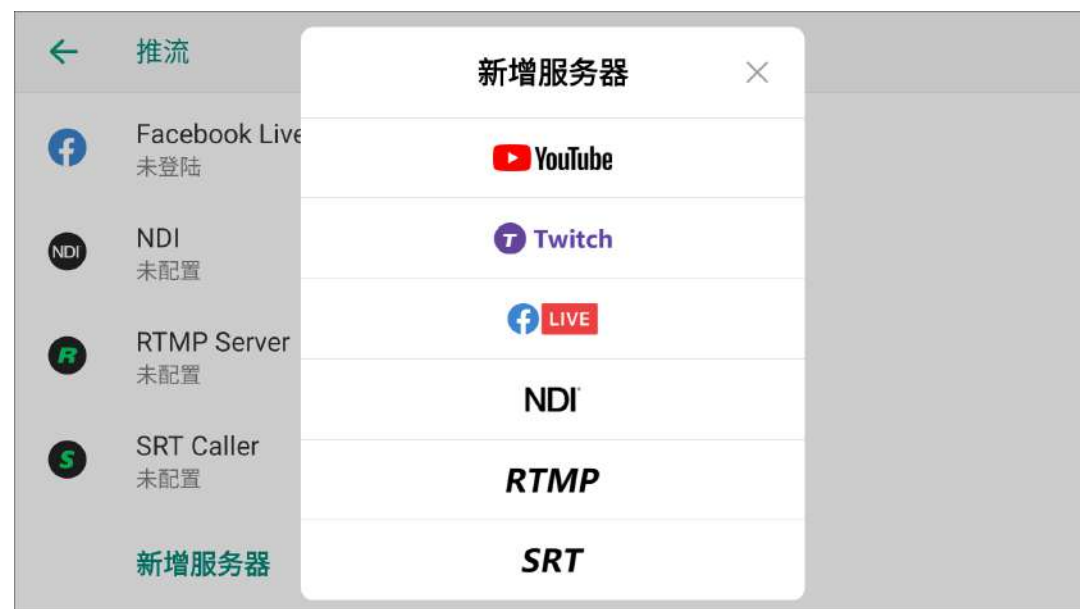 推流
Facebook Live
未登陆
NDI
NDI
未配置
R
RTMP Server
未配置
S
SRT Caller
未配置
新增服务器
新增服务器
YouTube
T Twitch
LIVE
NDI
RTMP
SRT